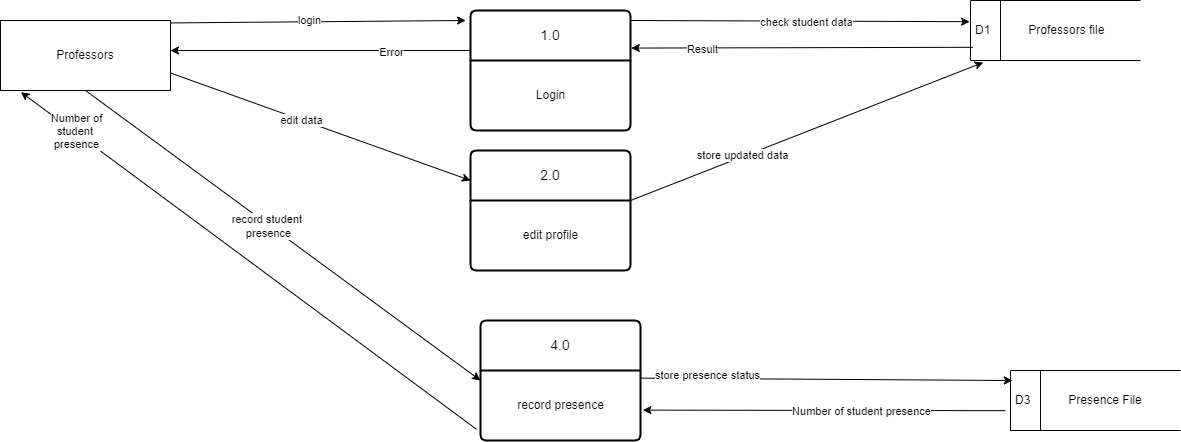 login
check student data
Professors
1.0
D1
Professors file
Error
Result
Login
Number of
student
presence
edit data
store updated data
2.0
record student
presence
edit profile
4.0
store presence status
record presence
D3
Presence File
Number of student presence